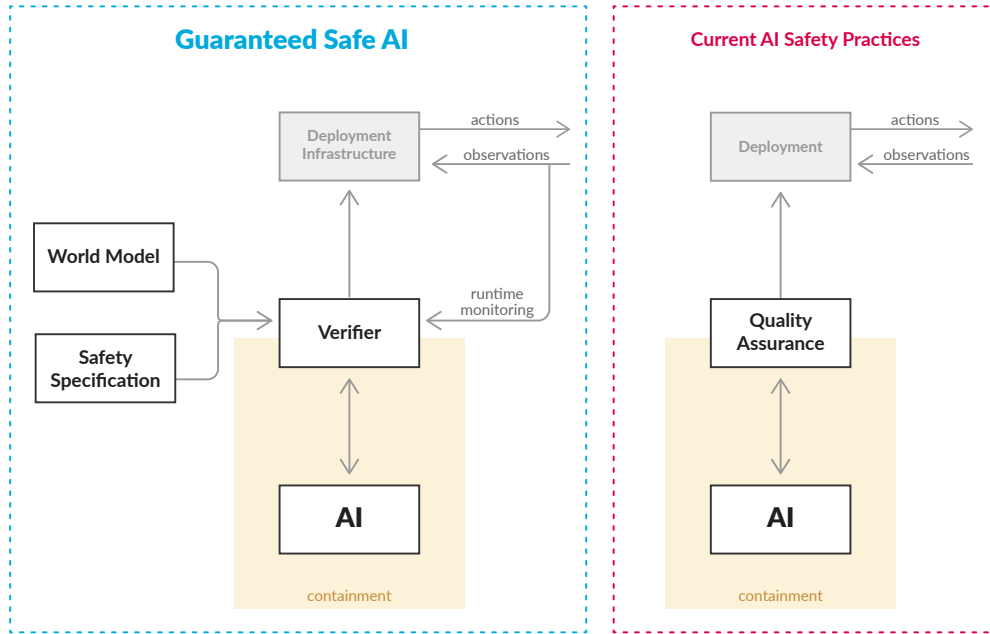 Guaranteed Safe AI
Deployment
Infrastructure
actions
observations
World Model
runtime
monitoring
Verifier
Safety
Specification
AI
containment
Current AI Safety Practices
Deployment
actions
observations
Quality
Assurance
AI
containment